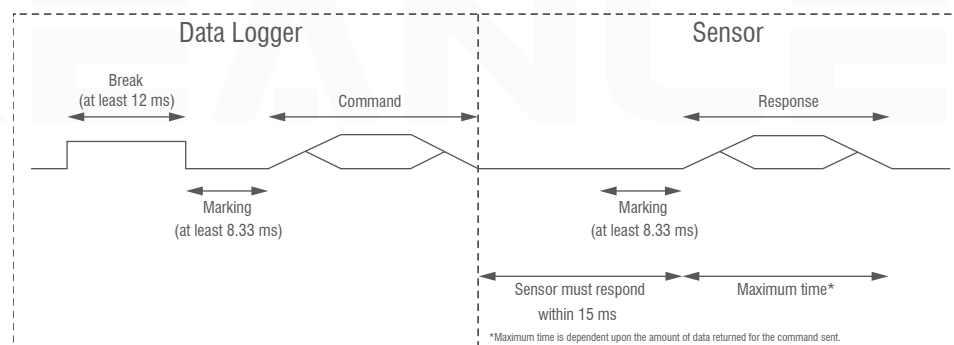 Data Logger
Sensor
Break
(at least 12 ms)
Command
Response
Marking
(at least 8.33 ms)
Marking
(at least 8.33 ms)
Sensor must respond
within 15 ms
Maximum time*
*Maximum time is dependent upon the amount of data returned for the command sent.